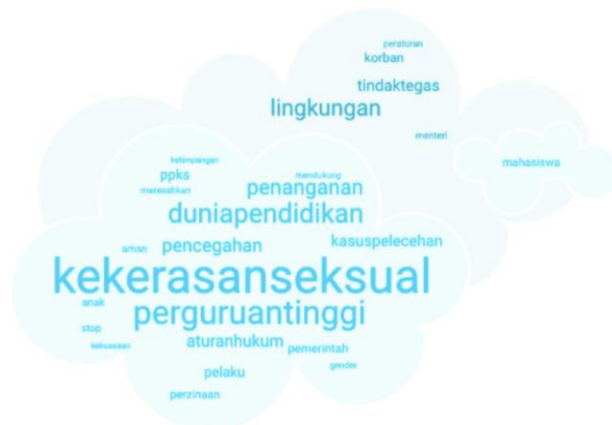 peraturan
korban
tindaktegas
lingkungan
menteri
mahasiswa
ketimpangan
ppks
mendukung
meresahkan
penanganan
duniapendidikan
kasuspelecehan
aman
pencegahan
kekerasanseksual
anak
perguruantinggi
stop
aturanhukum
kekuasaan
pemerintah
gender
pelaku
perzinaan